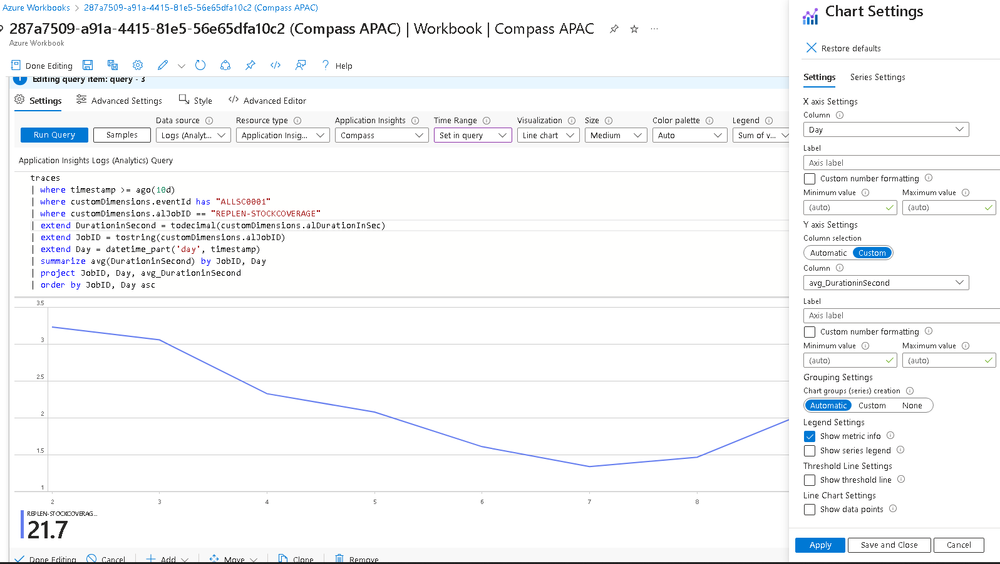 Azure Workbooks > 287a7509-a91a-4415-81e5-56e65dfa10c2 (Compass APAC)
287a7509-a91a-4415-81e5-56e65dfa10c2 (Compass APAC) | Workbook | Compass APAC ...
Azure Workbook
Done Editing ? Help
Editing query item: query - 3
Settings Advanced Settings Style Advanced Editor
Data source Resource type Application Insights Time Range Visualization Size Color palette Legend
Run Query Samples Logs (Analyt... Application Insig... Compass Set in query Line chart Medium Auto Sum of v...
Application Insights Logs (Analytics) Query
traces
| where timestamp >= ago(10d)
| where customDimensions.eventId has "ALLSC0001"
| where customDimensions.alJobID == "REPLEN-STOCKCOVERAGE"
| extend DurationinSecond = todecimal(customDimensions.alDurationInSec)
| extend JobID = tostring(customDimensions.alJobID)
| extend Day = datetime_part('day', timestamp)
| summarize avg(DurationinSecond) by JobID, Day
| project JobID, Day, avg_DurationinSecond
| order by JobID, Day asc
3.5
3
2.5
2
1.5
1
2 3 4 5 6 7 8
REPLEN-STOCKCOVERAG...
21.7
Done Editing Cancel Add Move Clone Remove
Chart Settings
Restore defaults
Settings Series Settings
X axis Settings
Column
Day
Label
Axis label
Custom number formatting
Minimum value Maximum value
(auto) (auto)
Y axis Settings
Column selection
Automatic Custom
Column
avg_DurationinSecond
Label
Axis label
Custom number formatting
Minimum value Maximum value
(auto) (auto)
Grouping Settings
Chart groups (series) creation
Automatic Custom None
Legend Settings
Show metric info
Show series legend
Threshold Line Settings
Show threshold line
Line Chart Settings
Show data points
Apply Save and Close Cancel